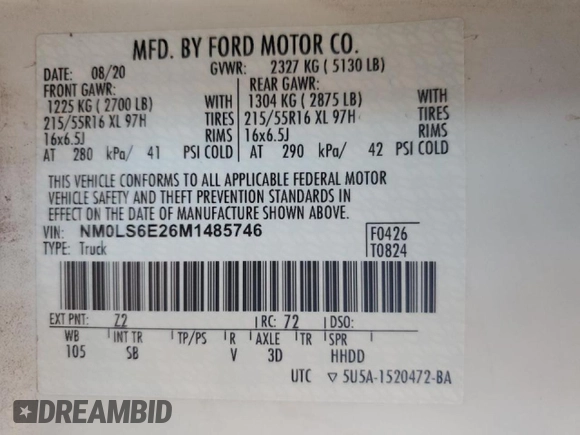 MFD. BY FORD MOTOR CO.
DATE: 08/20 GVWR: 2327 KG ( 5130 LB)
FRONT GAWR: REAR GAWR:
1225 KG ( 2700 LB) WITH 1304 KG ( 2875 LB) WITH
215/55R16 XL 97H TIRES 215/55R16 XL 97H TIRES
16x6.5J RIMS 16x6.5J RIMS
AT 280 kPa/ 41 PSI COLD AT 290 kPa/ 42 PSI COLD
THIS VEHICLE CONFORMS TO ALL APPLICABLE FEDERAL MOTOR
VEHICLE SAFETY AND THEFT PREVENTION STANDARDS IN
EFFECT ON THE DATE OF MANUFACTURE SHOWN ABOVE.
VIN: NM0LS6E26M1485746 F0426
TYPE: Truck T0824
EXT PNT: Z2 RC: 72 DSO:
WB INT TR TP/PS R AXLE TR SPR
105 SB V 3D HHDD
UTC ▽ 5U5A-1520472-BA
DREAMBID